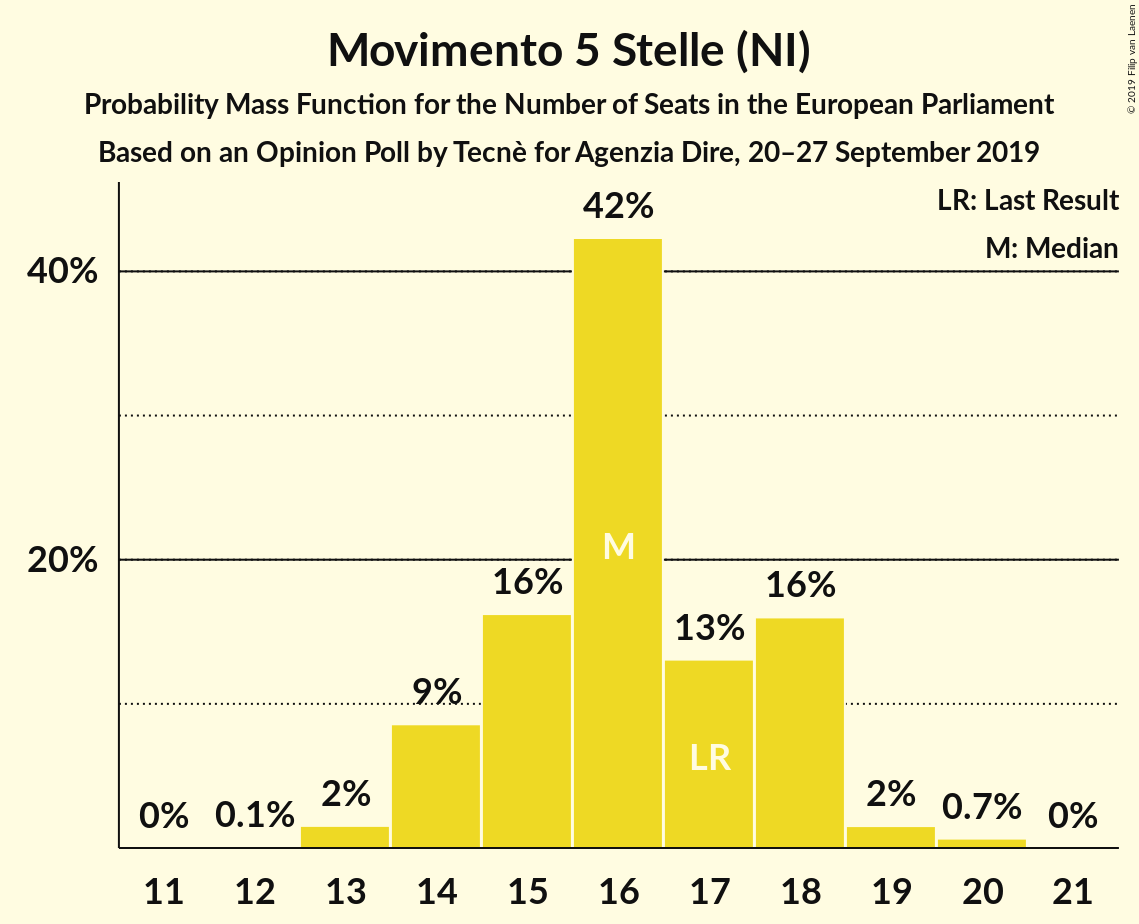 Movimento 5 Stelle (NI)
Probability Mass Function for the Number of Seats in the European Parliament
Based on an Opinion Poll by Tecnè for Agenzia Dire, 20–27 September 2019
© 2019 Filip van Laenen
LR: Last Result
M: Median
42%
40%
M
20%
16%
16%
13%
9%
LR
0%
0.1%
2%
2%
0.7%
0%
11 12 13 14 15 16 17 18 19 20 21